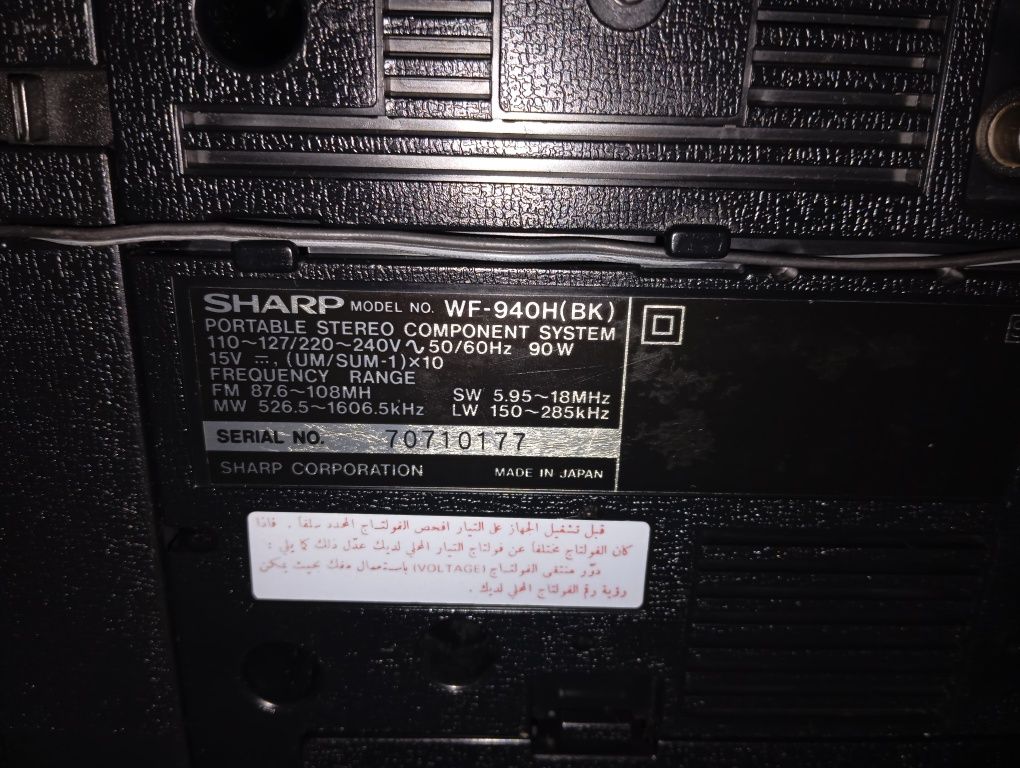 SHARP MODEL NO. WF-940H(BK)
PORTABLE STEREO COMPONENT SYSTEM
110~127/220~240V∿50/60Hz 90W
15V ⎓, (UM/SUM-1)×10
FREQUENCY RANGE
FM 87.6~108MH SW 5.95~18MHz
MW 526.5~1606.5kHz LW 150~285kHz
SERIAL NO. 70710177
SHARP CORPORATION MADE IN JAPAN
قبل تشغيل الجهاز على التيار افحص الفولتاج المحدد سلفاً . فاذا
كان الفولتاج مختلفاً عن فولتاج التيار المحلي لديك عدّل ذلك كما يلي :
دوّر منتقى الفولتاج (VOLTAGE) باستعمال مفك بحيث يمكن
رؤية رقم الفولتاج المحلي لديك .